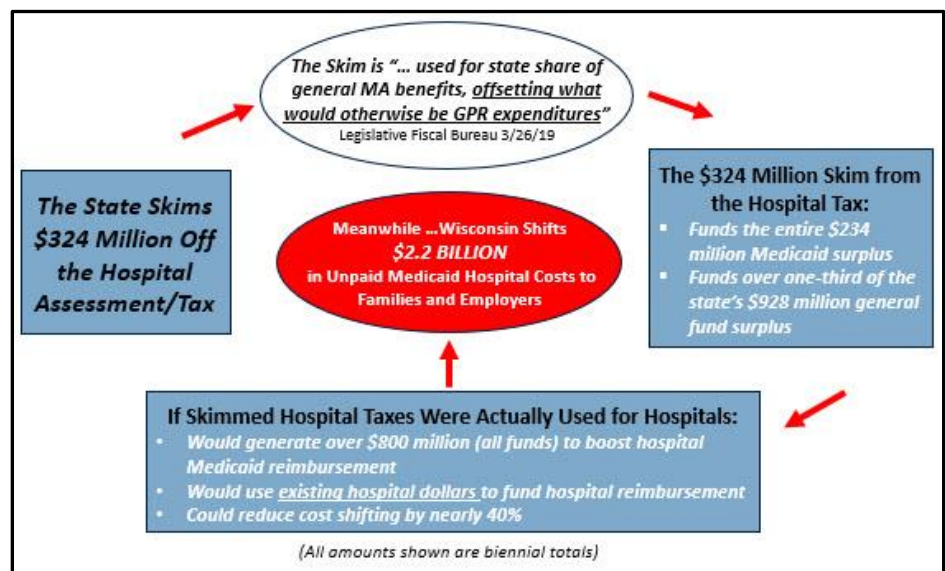 The Skim is “… used for state share of
general MA benefits, offsetting what
would otherwise be GPR expenditures”
Legislative Fiscal Bureau 3/26/19
The State Skims
$324 Million Off
the Hospital
Assessment/Tax
Meanwhile …Wisconsin Shifts
$2.2 BILLION
in Unpaid Medicaid Hospital Costs to
Families and Employers
The $324 Million Skim from
the Hospital Tax:
▪ Funds the entire $234
million Medicaid surplus
▪ Funds over one-third of the
state’s $928 million general
fund surplus
If Skimmed Hospital Taxes Were Actually Used for Hospitals:
• Would generate over $800 million (all funds) to boost hospital
Medicaid reimbursement
• Would use existing hospital dollars to fund hospital reimbursement
• Could reduce cost shifting by nearly 40%
(All amounts shown are biennial totals)